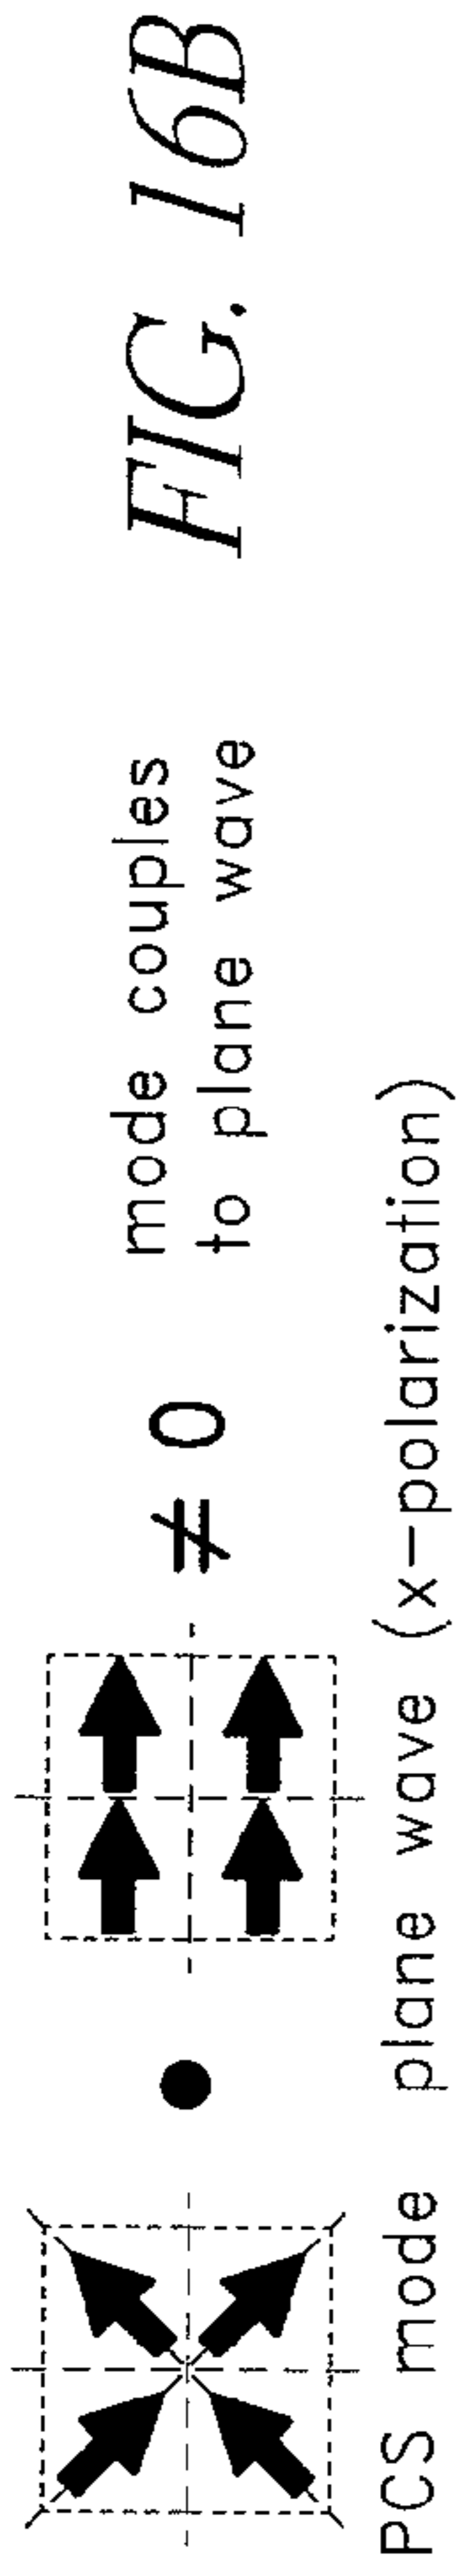 mode couples
to plane wave
≠ 0
PCS mode
plane wave (x-polarization)
FIG. 16B